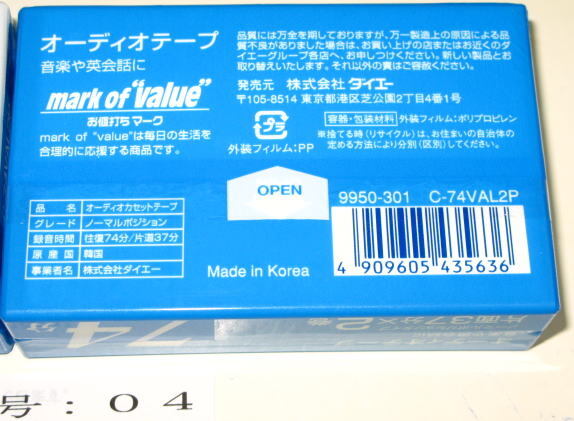 オーディオテープ
音楽や英会話に
mark of "value"
お値打ちマーク
mark of "value"は毎日の生活を
合理的に応援する商品です。
品質には万全を期しておりますが、万一製造上の原因による品
質不良がありました場合は、お買い上げの店またはお近くのダ
イエーグループ各店へ、お申しつけください。新しい製品とお
取り替えいたします。それ以外の責はご容赦ください。
発売元 株式会社 ダイエー
〒105-8514 東京都港区芝公園2丁目4番1号
プラ
外装フィルム:PP
容器・包装材料 外装フィルム:ポリプロピレン
※捨てる時(リサイクル)は、お住まいの自治体の
定める方法により分別(区別)してください。
OPEN
品名 オーディオカセットテープ
グレード ノーマルポジション
録音時間 往復74分/片道37分
原産国 韓国
事業者名 株式会社ダイエー
Made in Korea
9950-301 C-74VAL2P
4 909605 435636
74分
片面37分×2巻
号:04